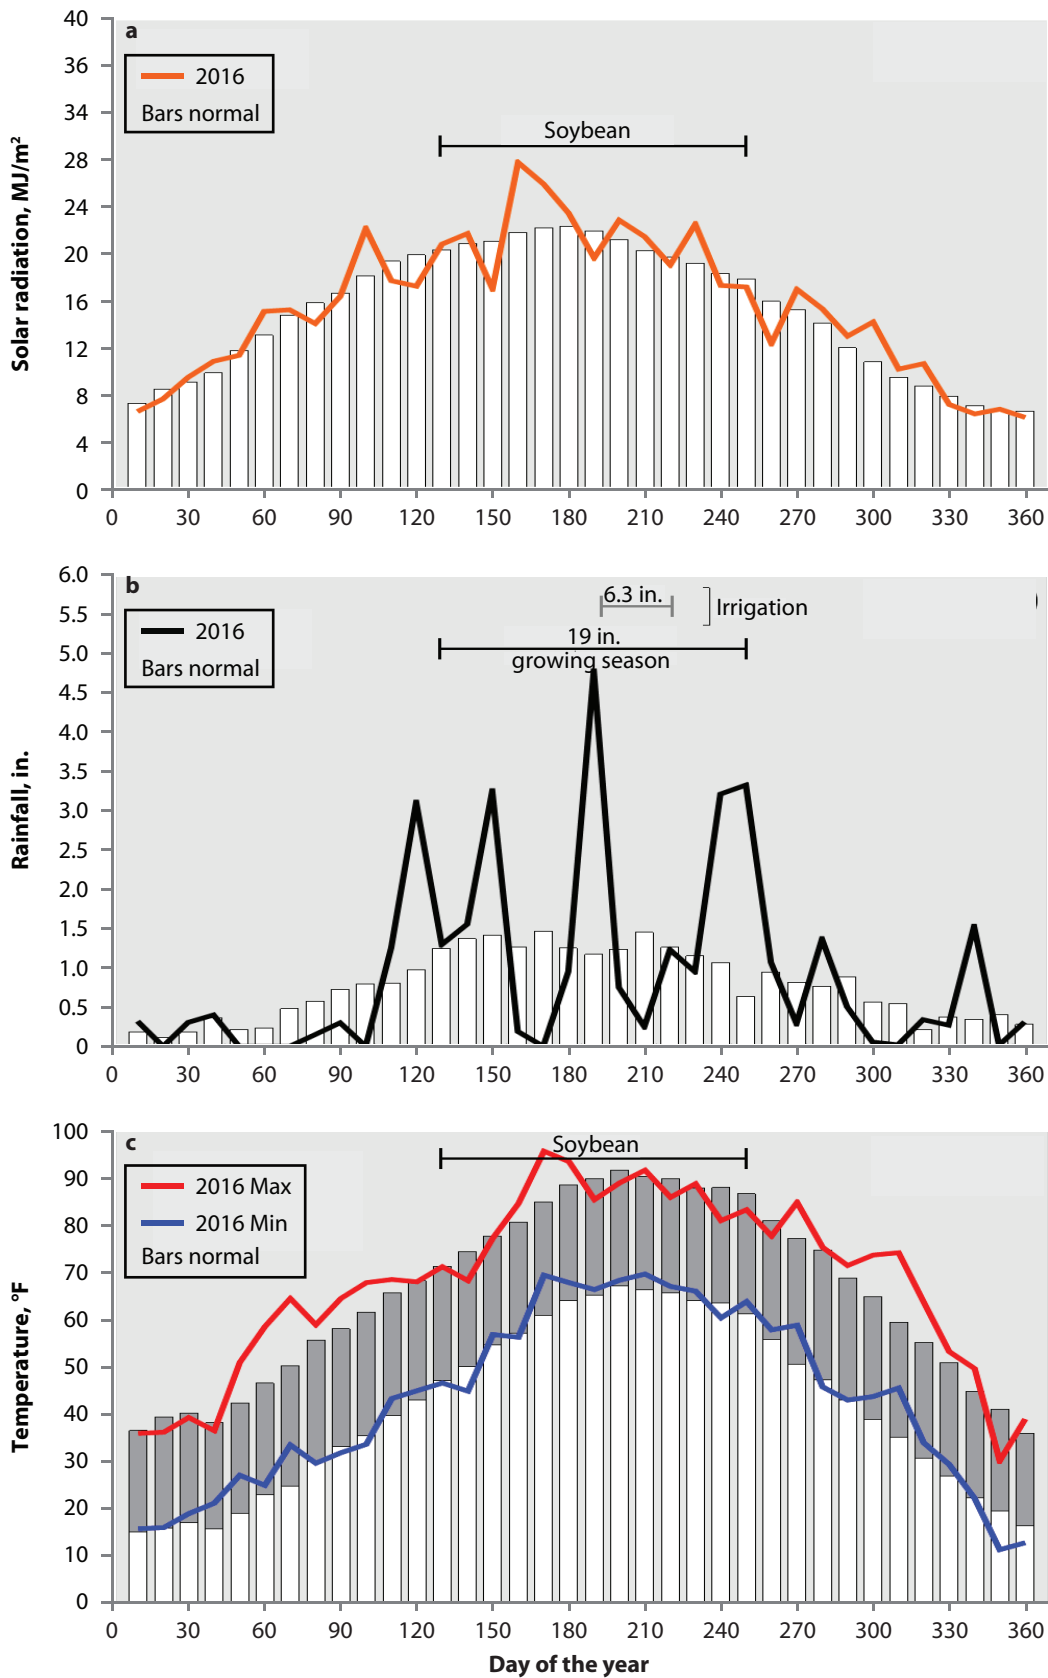 a
40
36
34
28
24
20
16
12
8
4
0
Solar radiation, MJ/m²
2016
Bars normal
Soybean
0 30 60 90 120 150 180 210 240 270 300 330 360
b
6.0
5.5
5.0
4.5
4.0
3.5
3.0
2.5
2.0
1.5
1.0
0.5
0
Rainfall, in.
2016
Bars normal
6.3 in.
Irrigation
19 in.
growing season
0 30 60 90 120 150 180 210 240 270 300 330 360
c
100
90
80
70
60
50
40
30
20
10
0
Temperature, °F
2016 Max
2016 Min
Bars normal
Soybean
0 30 60 90 120 150 180 210 240 270 300 330 360
Day of the year